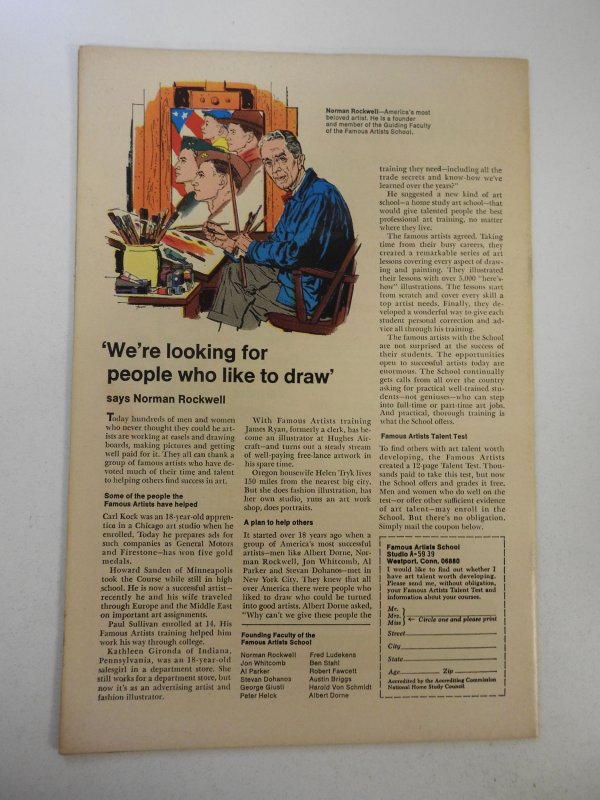 Norman Rockwell—America's most
beloved artist. He is a founder
and member of the Guiding Faculty
of the Famous Artists School.
'We're looking for
people who like to draw'
says Norman Rockwell
Today hundreds of men and women
who never thought they could be art-
ists are working at easels and drawing
boards, making pictures and getting
well paid for it. They all can thank a
group of famous artists who have de-
voted much of their time and talent
to helping others find success in art.
Some of the people the
Famous Artists have helped
Carl Kock was an 18-year-old appren-
tice in a Chicago art studio when he
enrolled. Today he prepares ads for
such companies as General Motors
and Firestone—has won five gold
medals.
Howard Sanden of Minneapolis
took the Course while still in high
school. He is now a successful artist—
recently he and his wife traveled
through Europe and the Middle East
on important art assignments.
Paul Sullivan enrolled at 14. His
Famous Artists training helped him
work his way through college.
Kathleen Gironda of Indiana,
Pennsylvania, was an 18-year-old
salesgirl in a department store. She
still works for a department store, but
now it's as an advertising artist and
fashion illustrator.
With Famous Artists training
James Ryan, formerly a clerk, has be-
come an illustrator at Hughes Air-
craft—and turns out a steady stream
of well-paying free-lance artwork in
his spare time.
Oregon housewife Helen Tryk lives
150 miles from the nearest big city.
But she does fashion illustration, has
her own studio, runs an art work
shop, does portraits.
A plan to help others
It started over 18 years ago when a
group of America's most successful
artists—men like Albert Dorne, Nor-
man Rockwell, Jon Whitcomb, Al
Parker and Stevan Dohanos—met in
New York City. They knew that all
over America there were people who
liked to draw who could be turned
into good artists. Albert Dorne asked,
"Why can't we give these people the
Founding Faculty of the
Famous Artists School
Norman Rockwell
Jon Whitcomb
Al Parker
Stevan Dohanos
George Giusti
Peter Helck
Fred Ludekens
Ben Stahl
Robert Fawcett
Austin Briggs
Harold Von Schmidt
Albert Dorne
training they need—including all the
trade secrets and know-how we've
learned over the years?"
He suggested a new kind of art
school—a home study art school—that
would give talented people the best
professional art training, no matter
where they live.
The famous artists agreed. Taking
time from their busy careers, they
created a remarkable series of art
lessons covering every aspect of draw-
ing and painting. They illustrated
their lessons with over 5,000 "here's-
how" illustrations. The lessons start
from scratch and cover every skill a
top artist needs. Finally, they de-
veloped a wonderful way to give each
student personal correction and ad-
vice all through his training.
The famous artists with the School
are not surprised at the success of
their students. The opportunities
open to successful artists today are
enormous. The School continually
gets calls from all over the country
asking for practical well-trained stu-
dents—not geniuses—who can step
into full-time or part-time art jobs.
And practical, thorough training is
what the School offers.
Famous Artists Talent Test
To find others with art talent worth
developing, the Famous Artists
created a 12-page Talent Test. Thou-
sands paid to take this test, but now
the School offers and grades it free.
Men and women who do well on the
test—or offer other sufficient evidence
of art talent—may enroll in the
School. But there's no obligation.
Simply mail the coupon below.
Famous Artists School
Studio A-5939
Westport, Conn. 06880
I would like to find out whether I
have art talent worth developing.
Please send me, without obligation,
your Famous Artists Talent Test and
information about your courses.
Mr.
Mrs.
Miss
← Circle one and please print
Street
City
State
Age Zip
Accredited by the Accrediting Commission
National Home Study Council